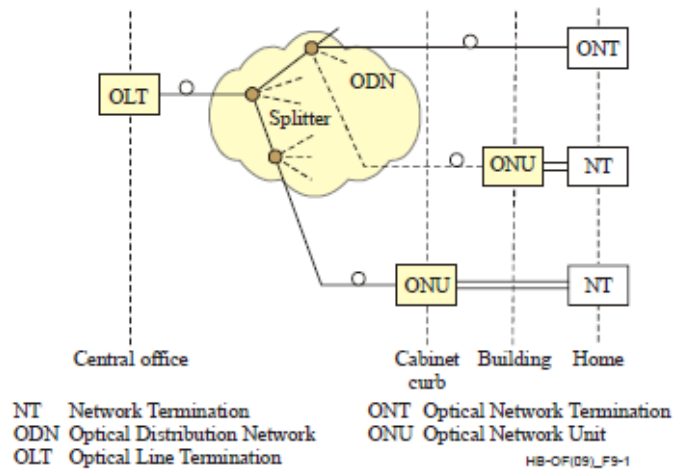 ONT
ODN
OLT
Splitter
ONU
NT
ONU
NT
Central office
Cabinet curb
Building
Home
NT Network Termination
ODN Optical Distribution Network
OLT Optical Line Termination
ONT Optical Network Termination
ONU Optical Network Unit
HB-OF(09)_F9-1